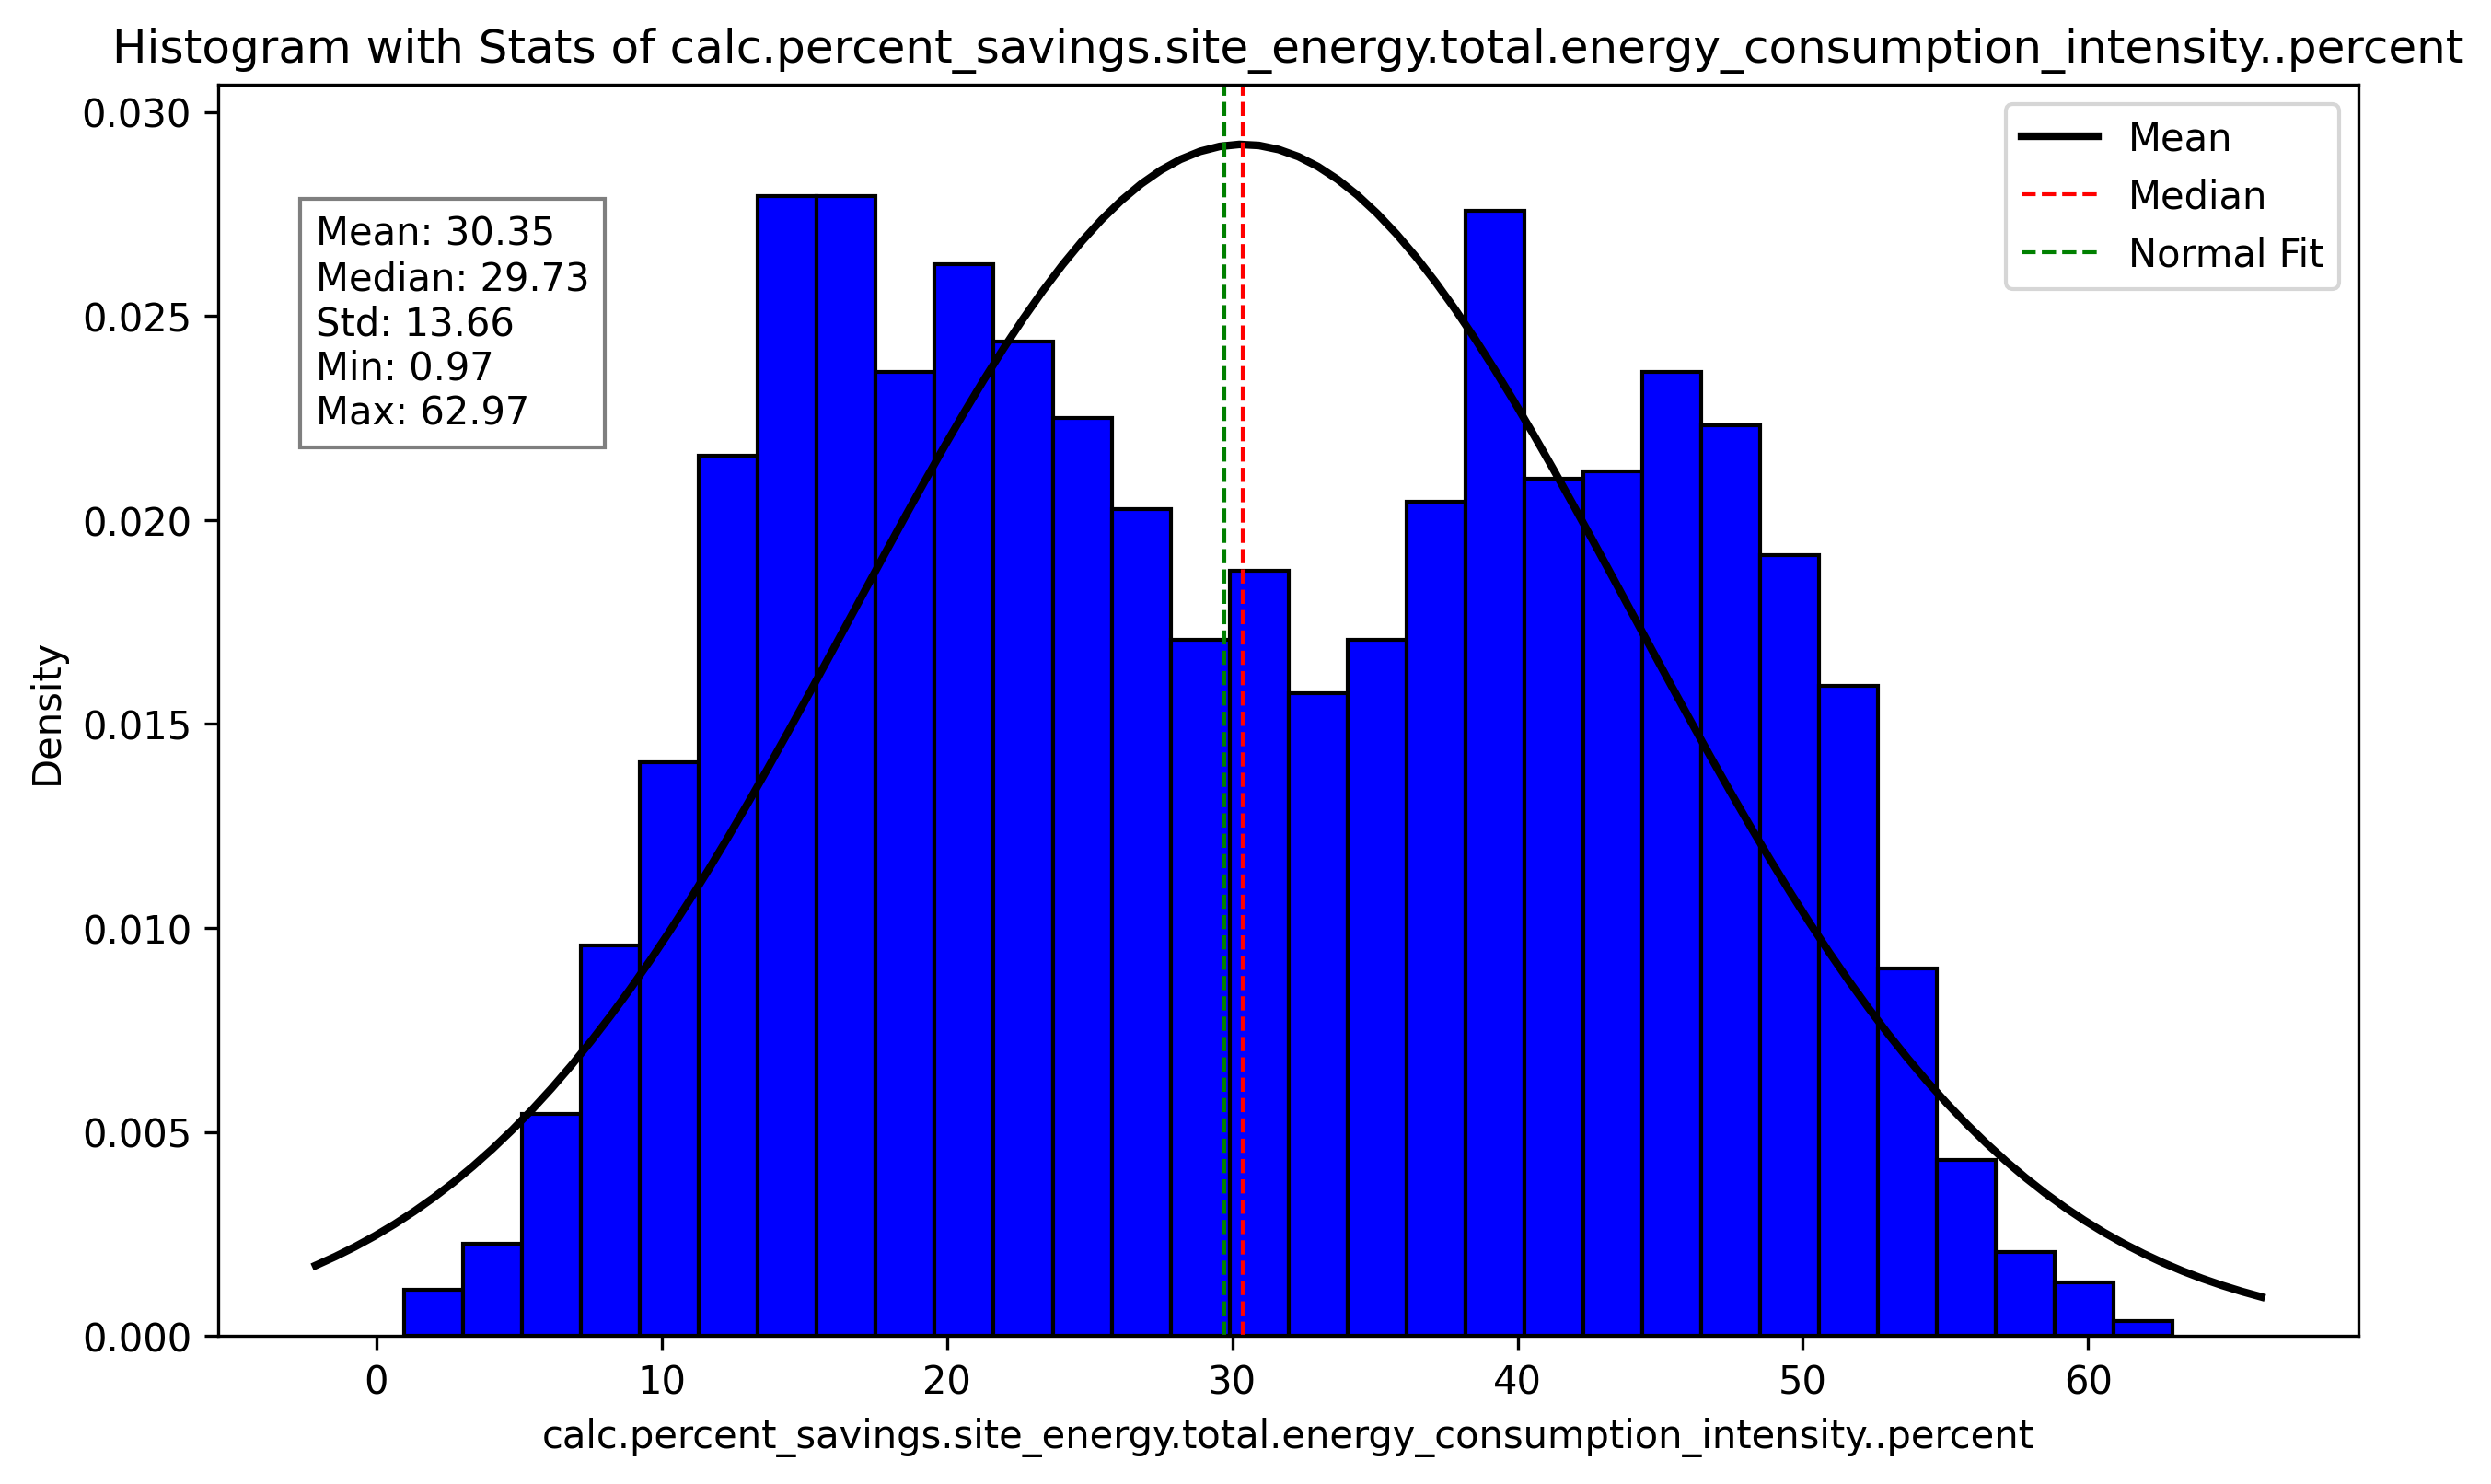 Histogram with Stats of calc.percent_savings.site_energy.total.energy_consumption_intensity..percent
0.030
0.025
0.020
0.015
0.010
0.005
0.000
Density
Mean: 30.35
Median: 29.73
Std: 13.66
Min: 0.97
Max: 62.97
Mean
Median
Normal Fit
0
10
20
30
40
50
60
calc.percent_savings.site_energy.total.energy_consumption_intensity..percent